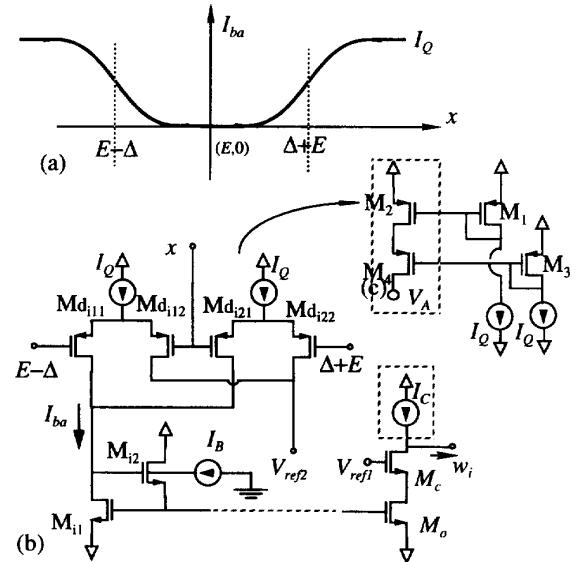 I_ba
I_Q
E−Δ
(E,0)
Δ+E
x
(a)
M_2
M_1
M_3
M_4
(c)
V_A
I_Q
I_Q
x
I_Q
I_Q
Md_i11
Md_i12
Md_i21
Md_i22
E−Δ
Δ+E
I_ba
M_i2
I_B
V_ref2
V_ref1
I_C
w_i
M_c
M_i1
M_o
(b)